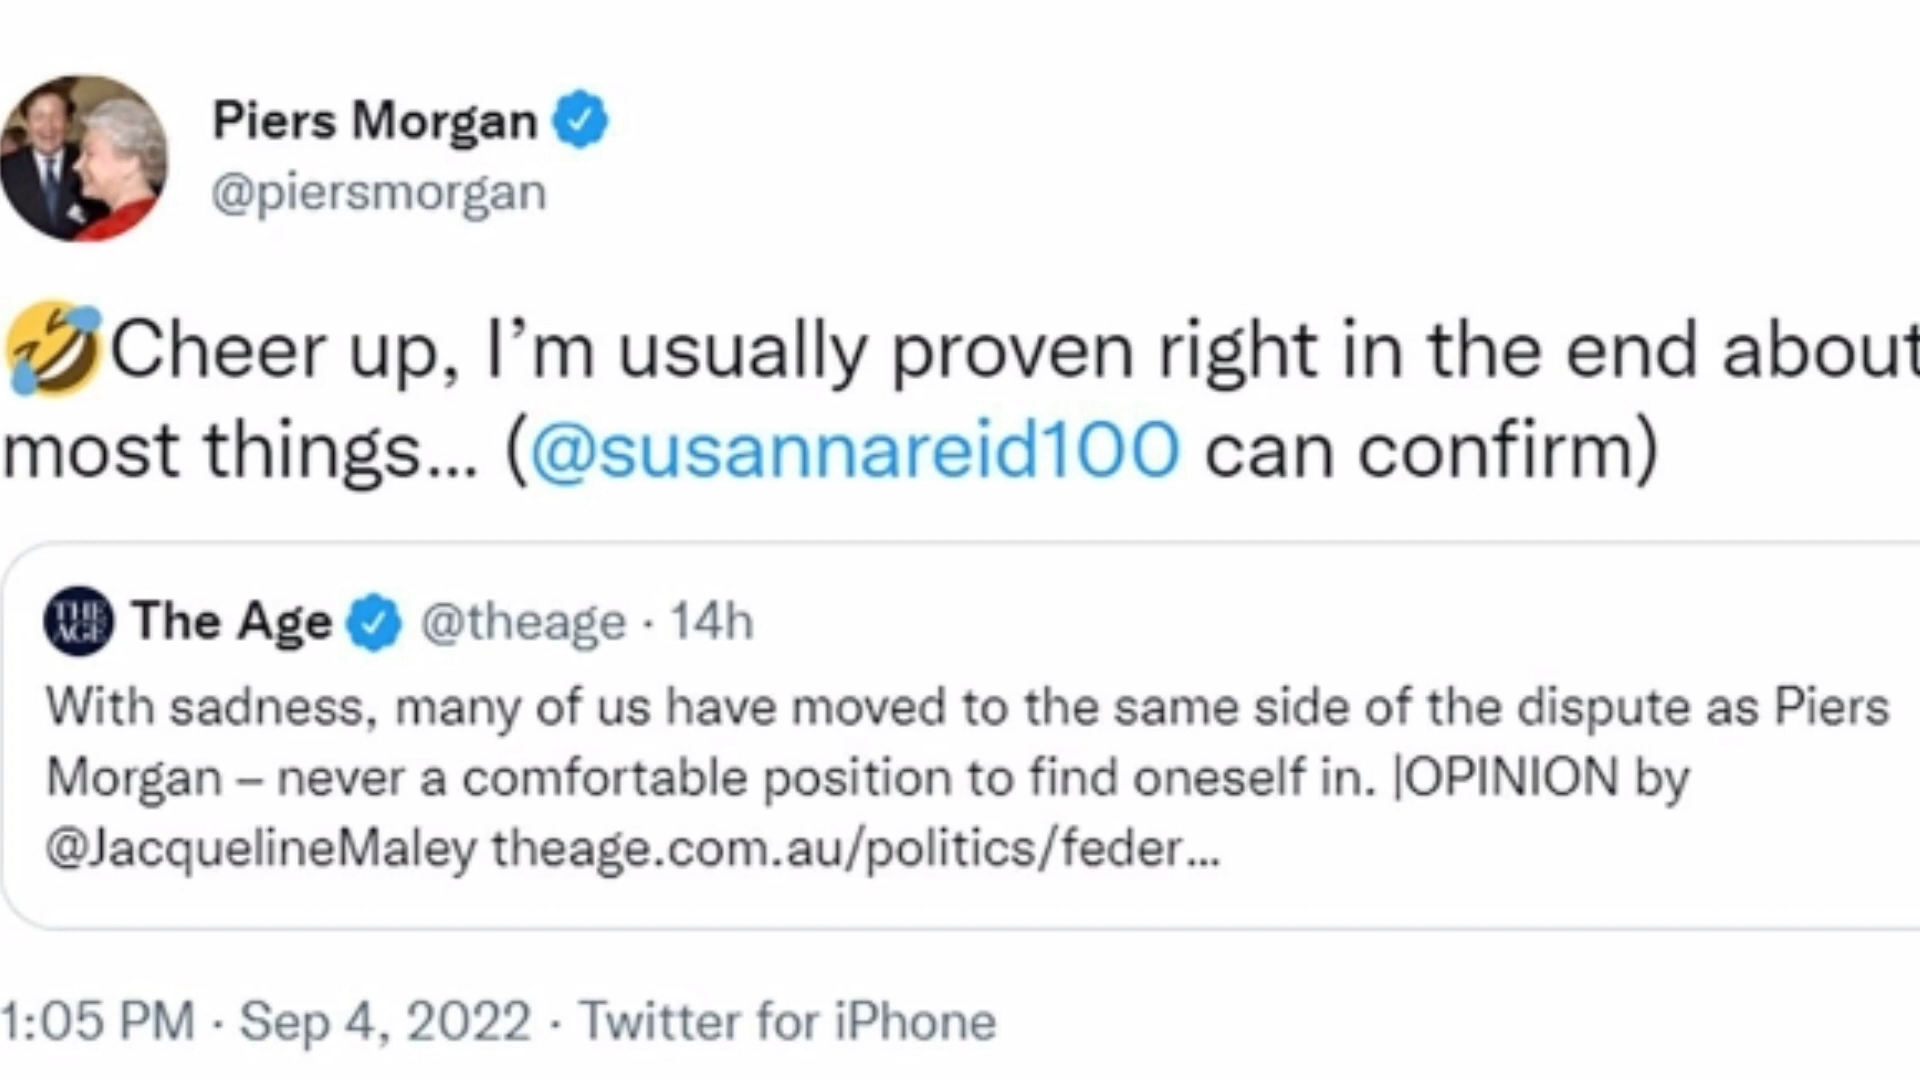 Piers Morgan
@piersmorgan
🤣Cheer up, I’m usually proven right in the end about
most things... (@susannareid100 can confirm)
THE
AGE
The Age @theage · 14h
With sadness, many of us have moved to the same side of the dispute as Piers
Morgan – never a comfortable position to find oneself in. |OPINION by
@JacquelineMaley theage.com.au/politics/feder...
1:05 PM · Sep 4, 2022 · Twitter for iPhone